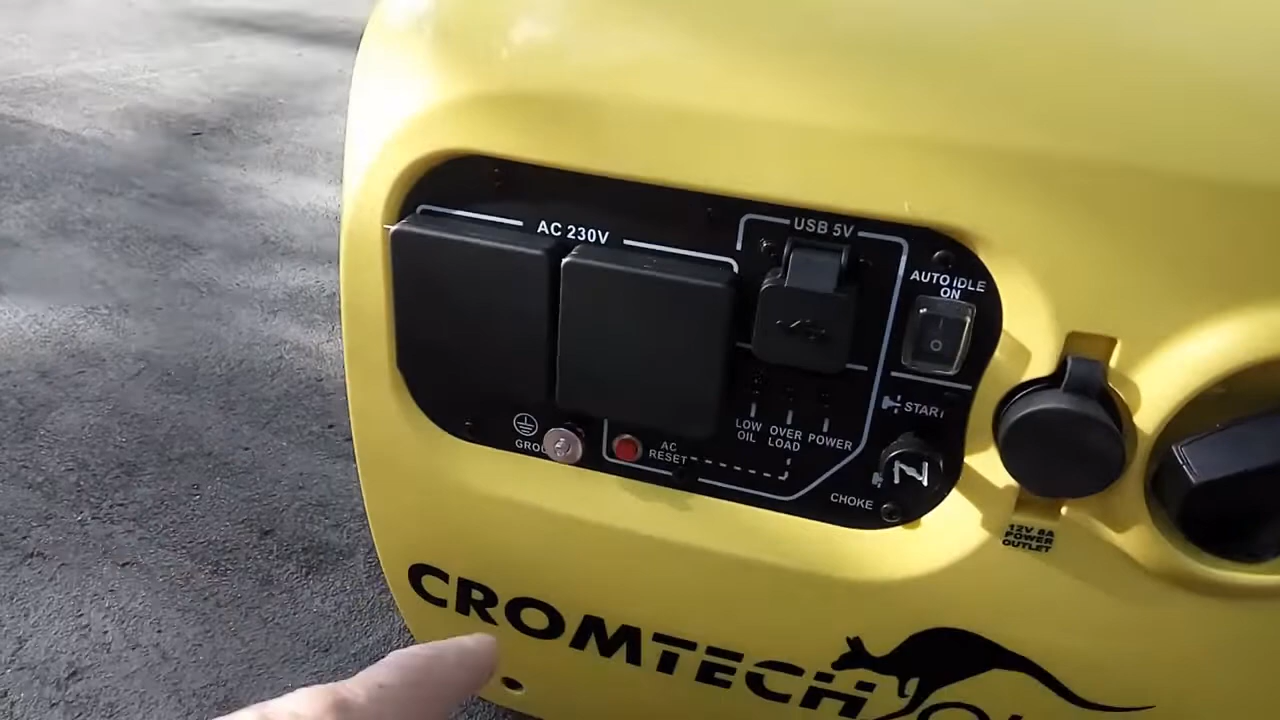 AC 230V
USB 5V
AUTO IDLE
ON
START
LOW
OIL
OVER
LOAD
POWER
AC
RESET
CHOKE
12V 8A
POWER
OUTLET
CROMTECH